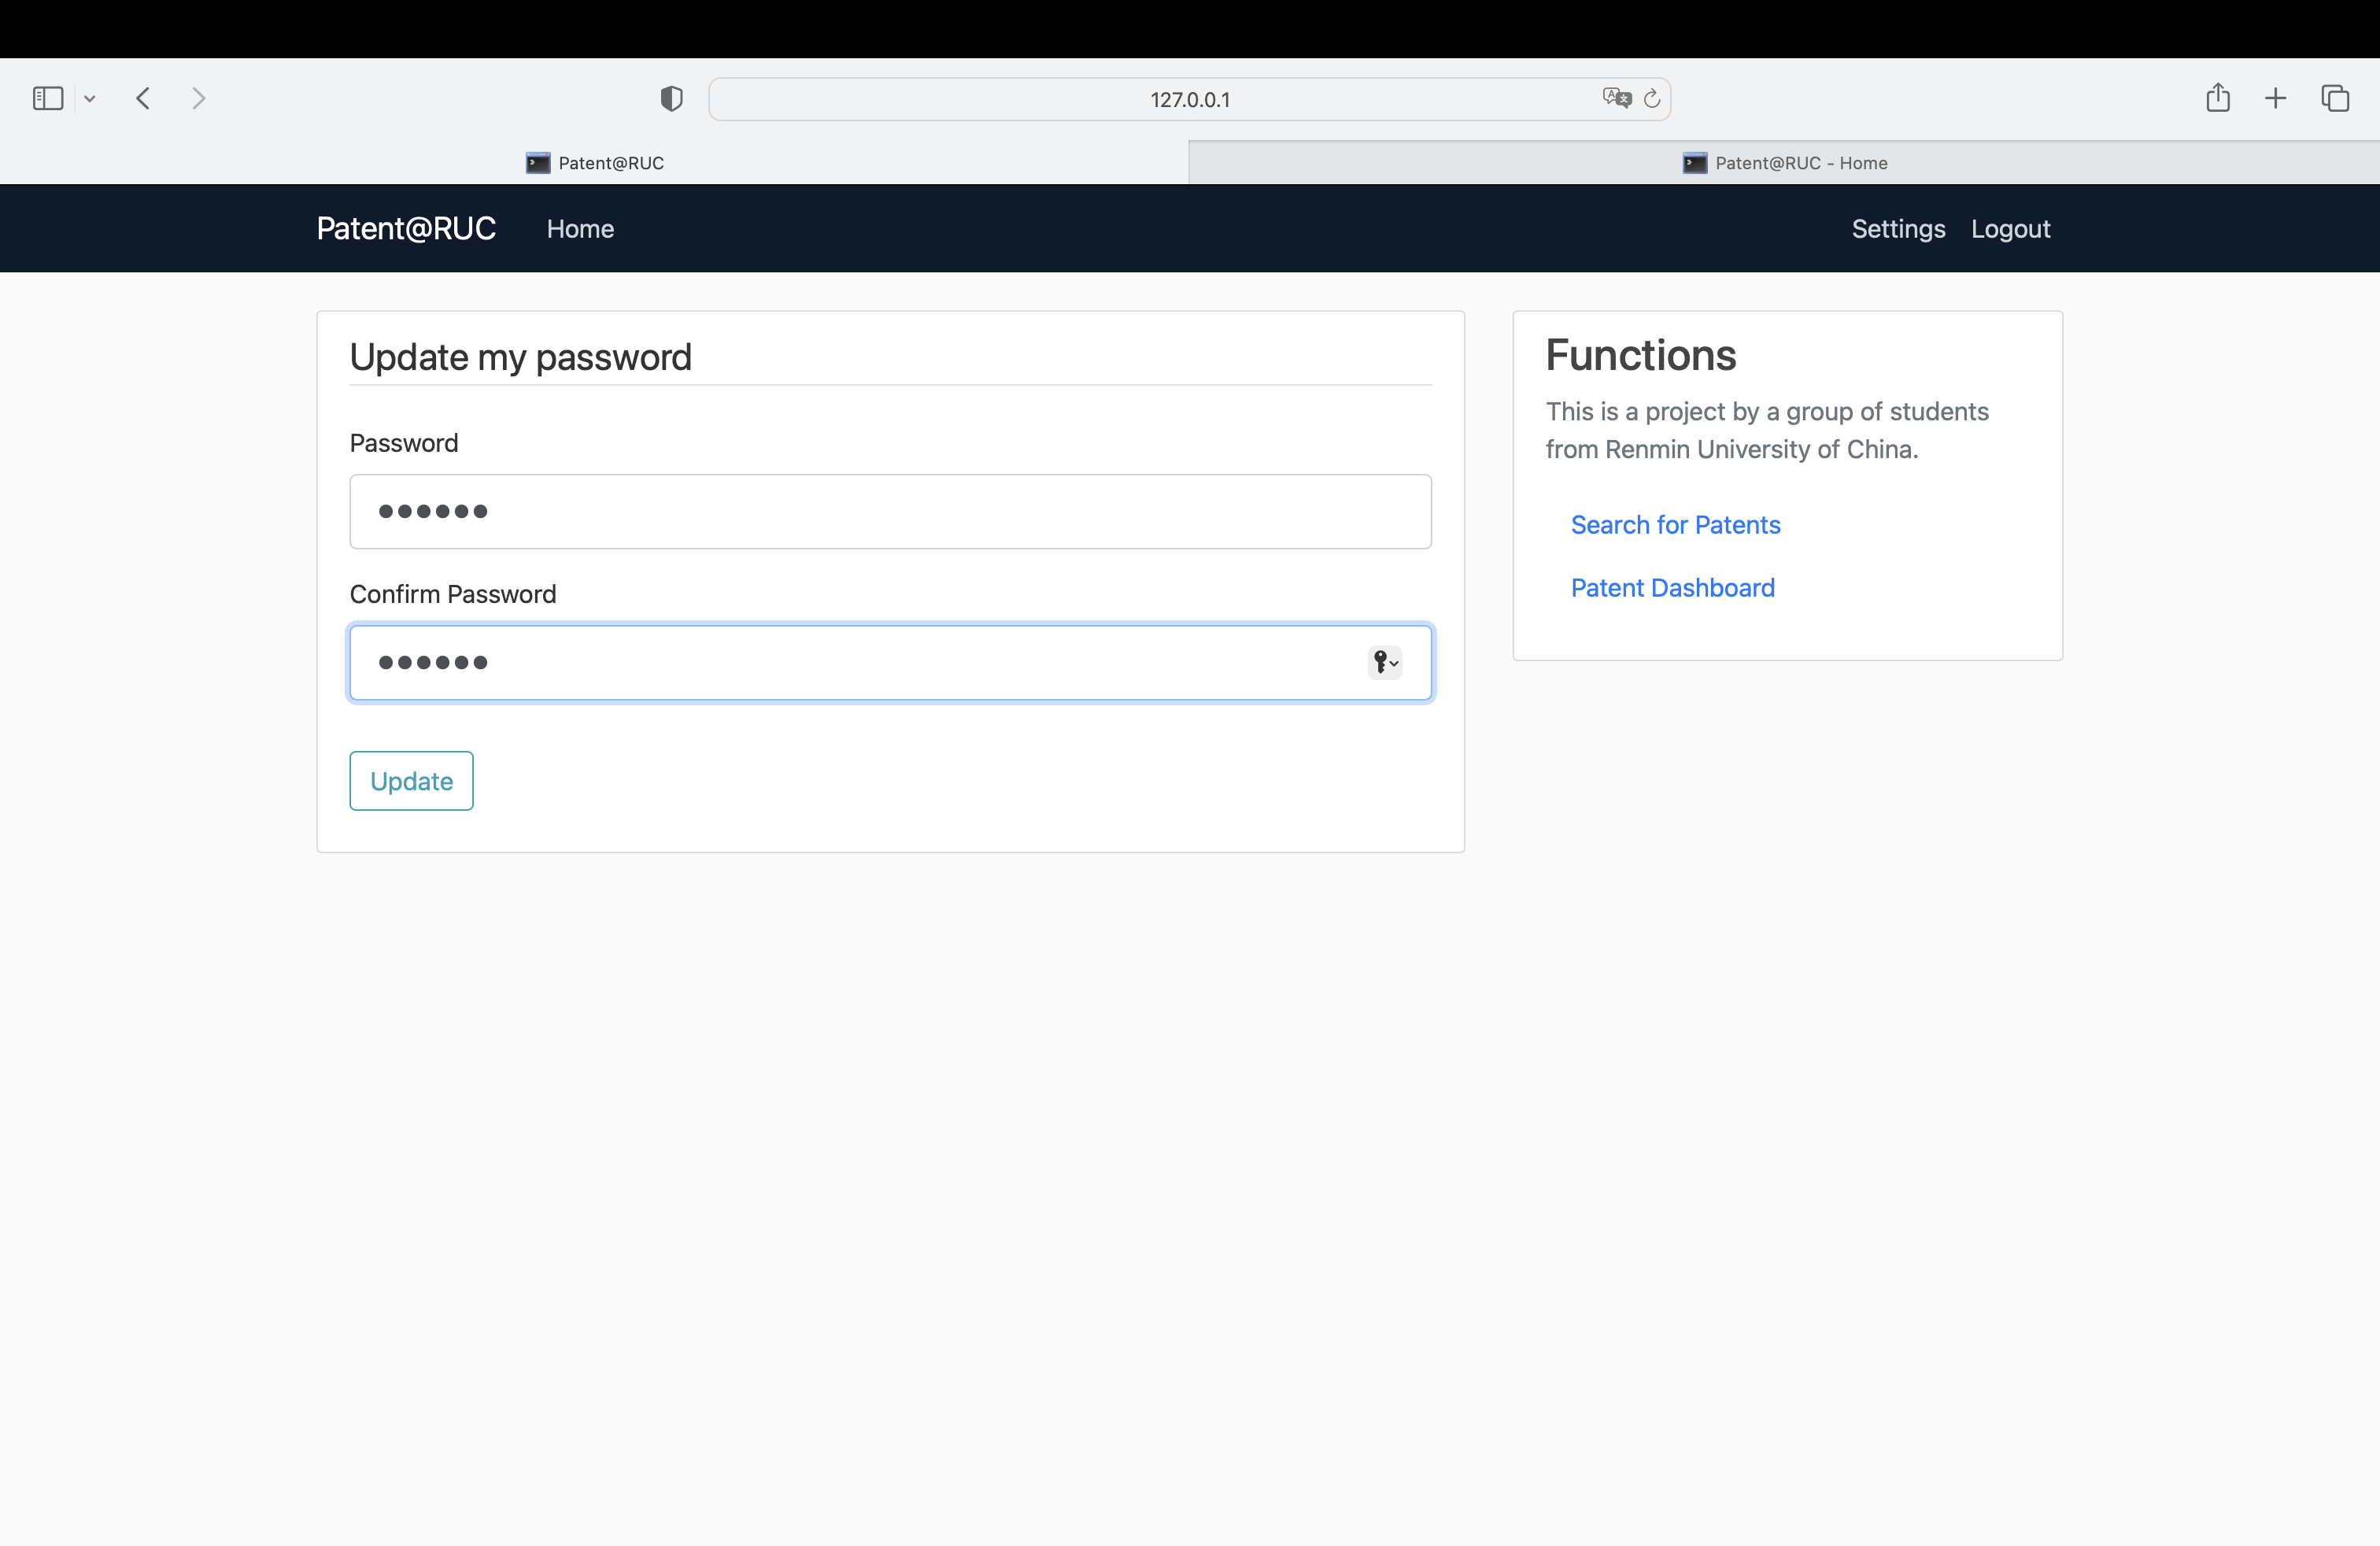 127.0.0.1
Patent@RUC
Patent@RUC - Home
Patent@RUC Home Settings Logout
Update my password
Password
••••••
Confirm Password
••••••
Update
Functions
This is a project by a group of students
from Renmin University of China.
Search for Patents
Patent Dashboard